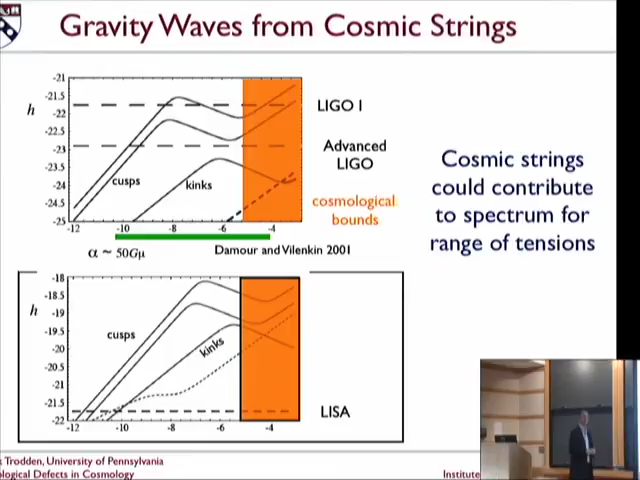 Gravity Waves from Cosmic Strings
-21
-21.5
-22
-22.5
-23
-23.5
-24
-24.5
-25
h
cusps
kinks
-12 -10 -8 -6 -4
LIGO I
Advanced
LIGO
cosmological
bounds
α ~ 50Gμ
Damour and Vilenkin 2001
Cosmic strings
could contribute
to spectrum for
range of tensions
-18
-18.5
-19
-19.5
-20
-20.5
-21
-21.5
-22
h
cusps
kinks
-12 -10 -8 -6 -4
LISA
k Trodden, University of Pennsylvania
ological Defects in Cosmology
Institute